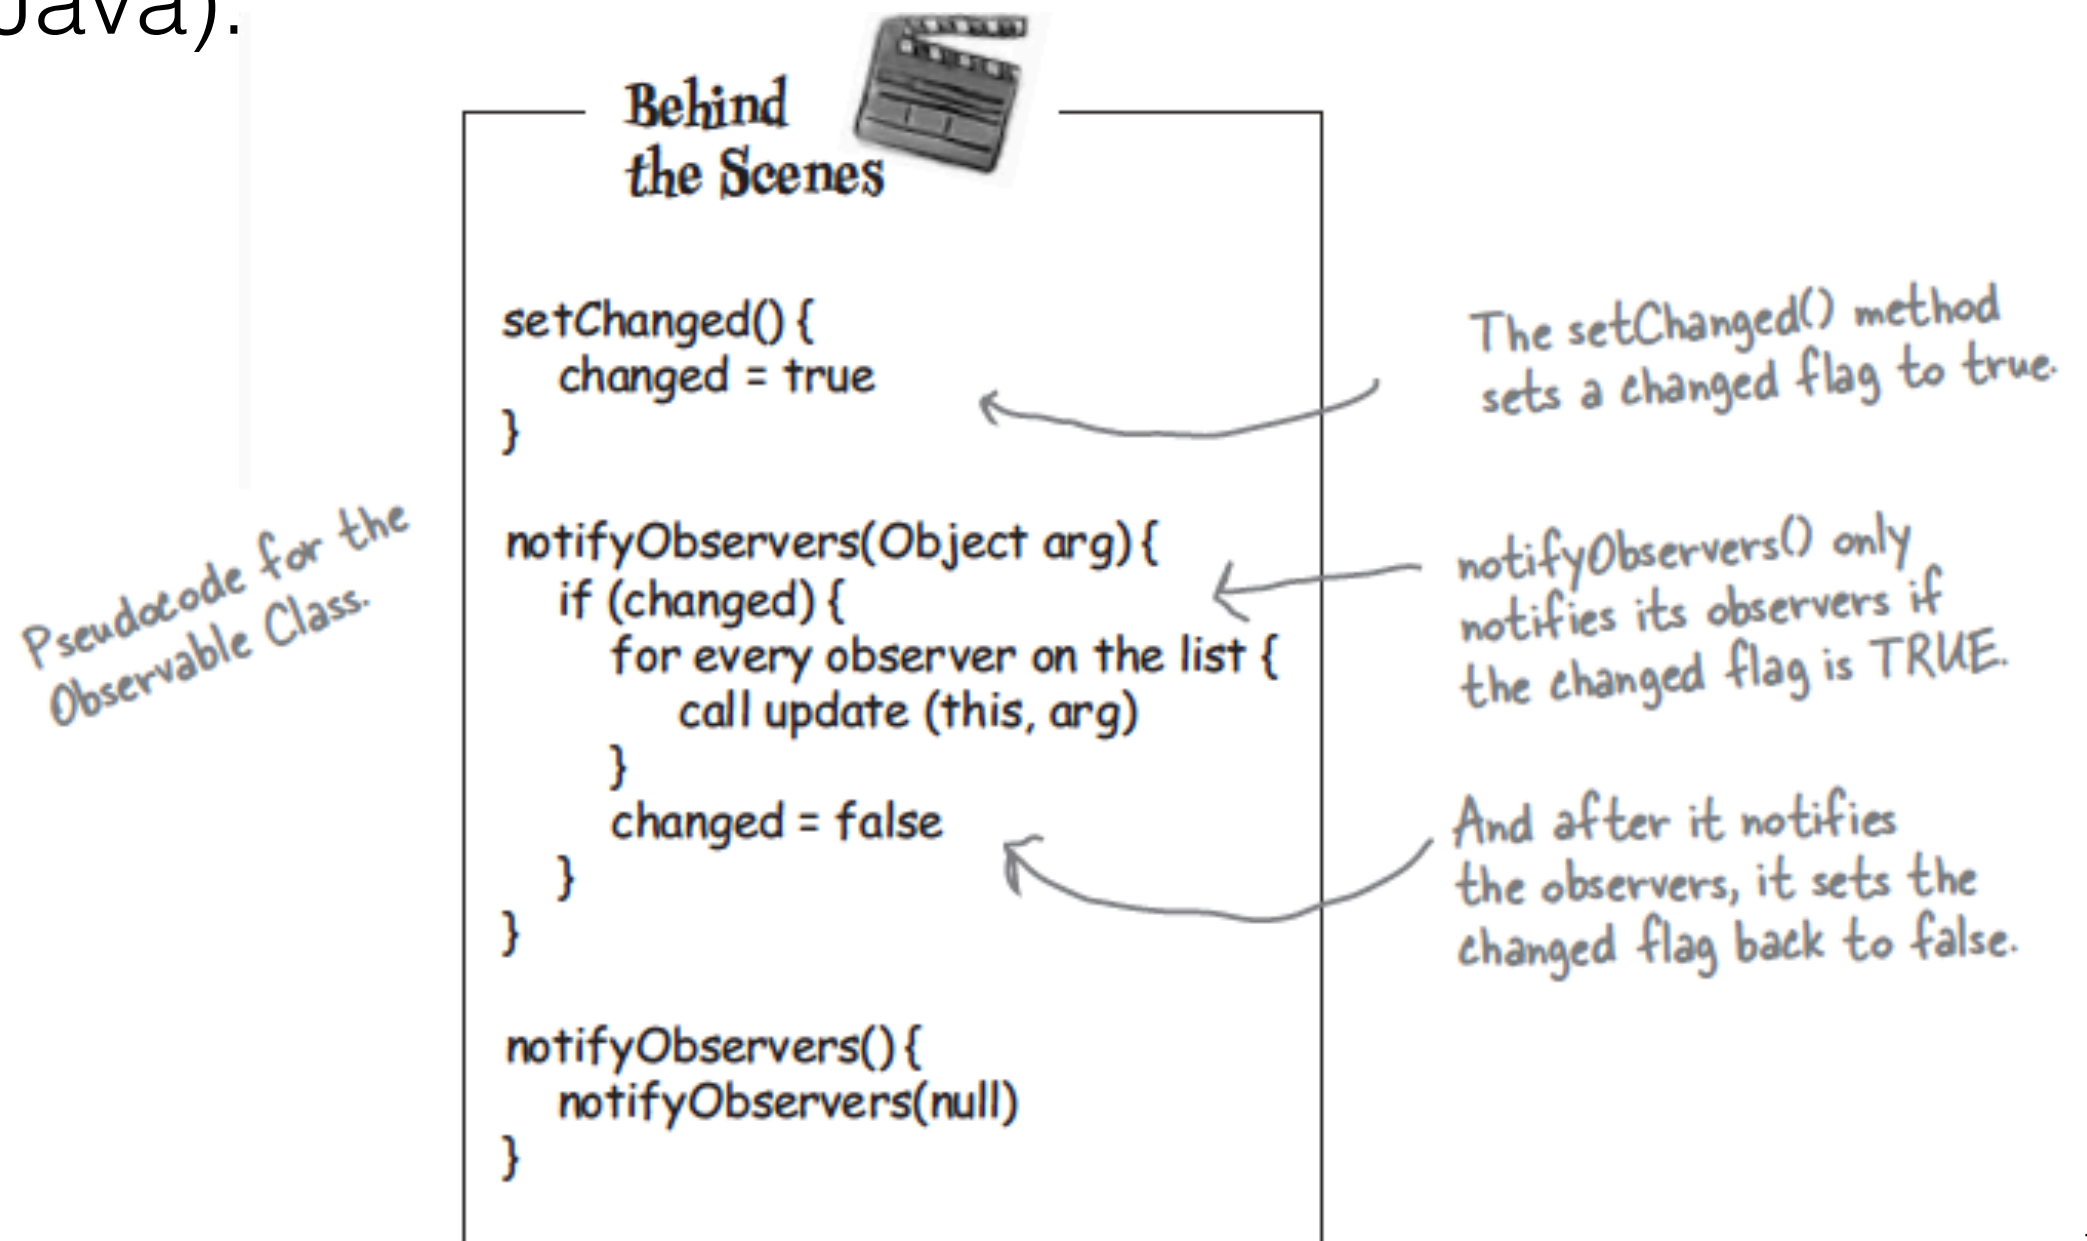 Java).
Behind
the Scenes
setChanged() {
changed = true
}
notifyObservers(Object arg) {
if (changed) {
for every observer on the list {
call update (this, arg)
}
changed = false
}
}
notifyObservers() {
notifyObservers(null)
}
Pseudocode for the
Observable Class.
The setChanged() method
sets a changed flag to true.
notifyObservers() only
notifies its observers if
the changed flag is TRUE.
And after it notifies
the observers, it sets the
changed flag back to false.